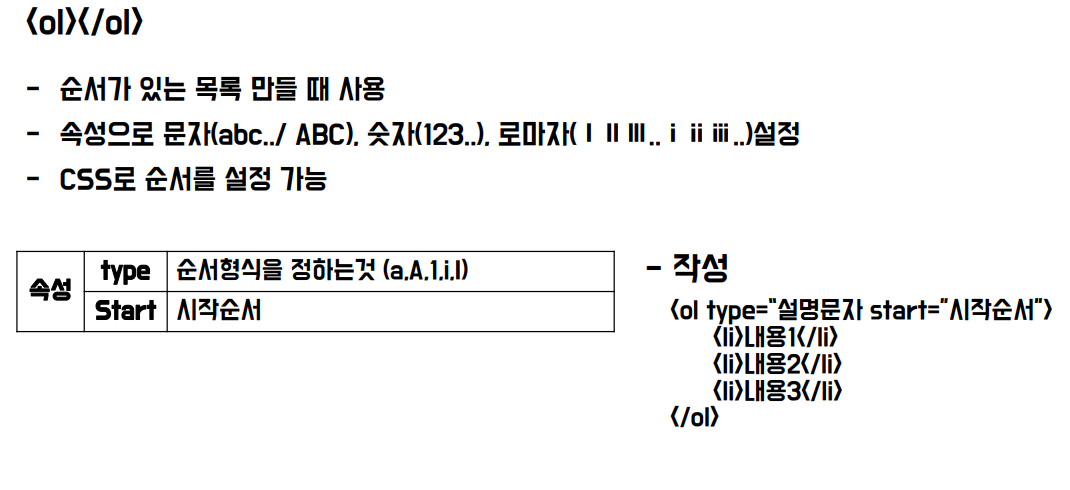 <ol></ol>
- 순서가 있는 목록 만들 때 사용
- 속성으로 문자(abc../ ABC), 숫자(123..), 로마자(Ⅰ Ⅱ Ⅲ.. ⅰ ⅱ ⅲ..)설정
- CSS로 순서를 설정 가능
속성
type 순서형식을 정하는것 (a,A,1,i,I)
Start 시작순서
- 작성
<ol type="설명문자 start="시작순서">
<li>내용1</li>
<li>내용2</li>
<li>내용3</li>
</ol>